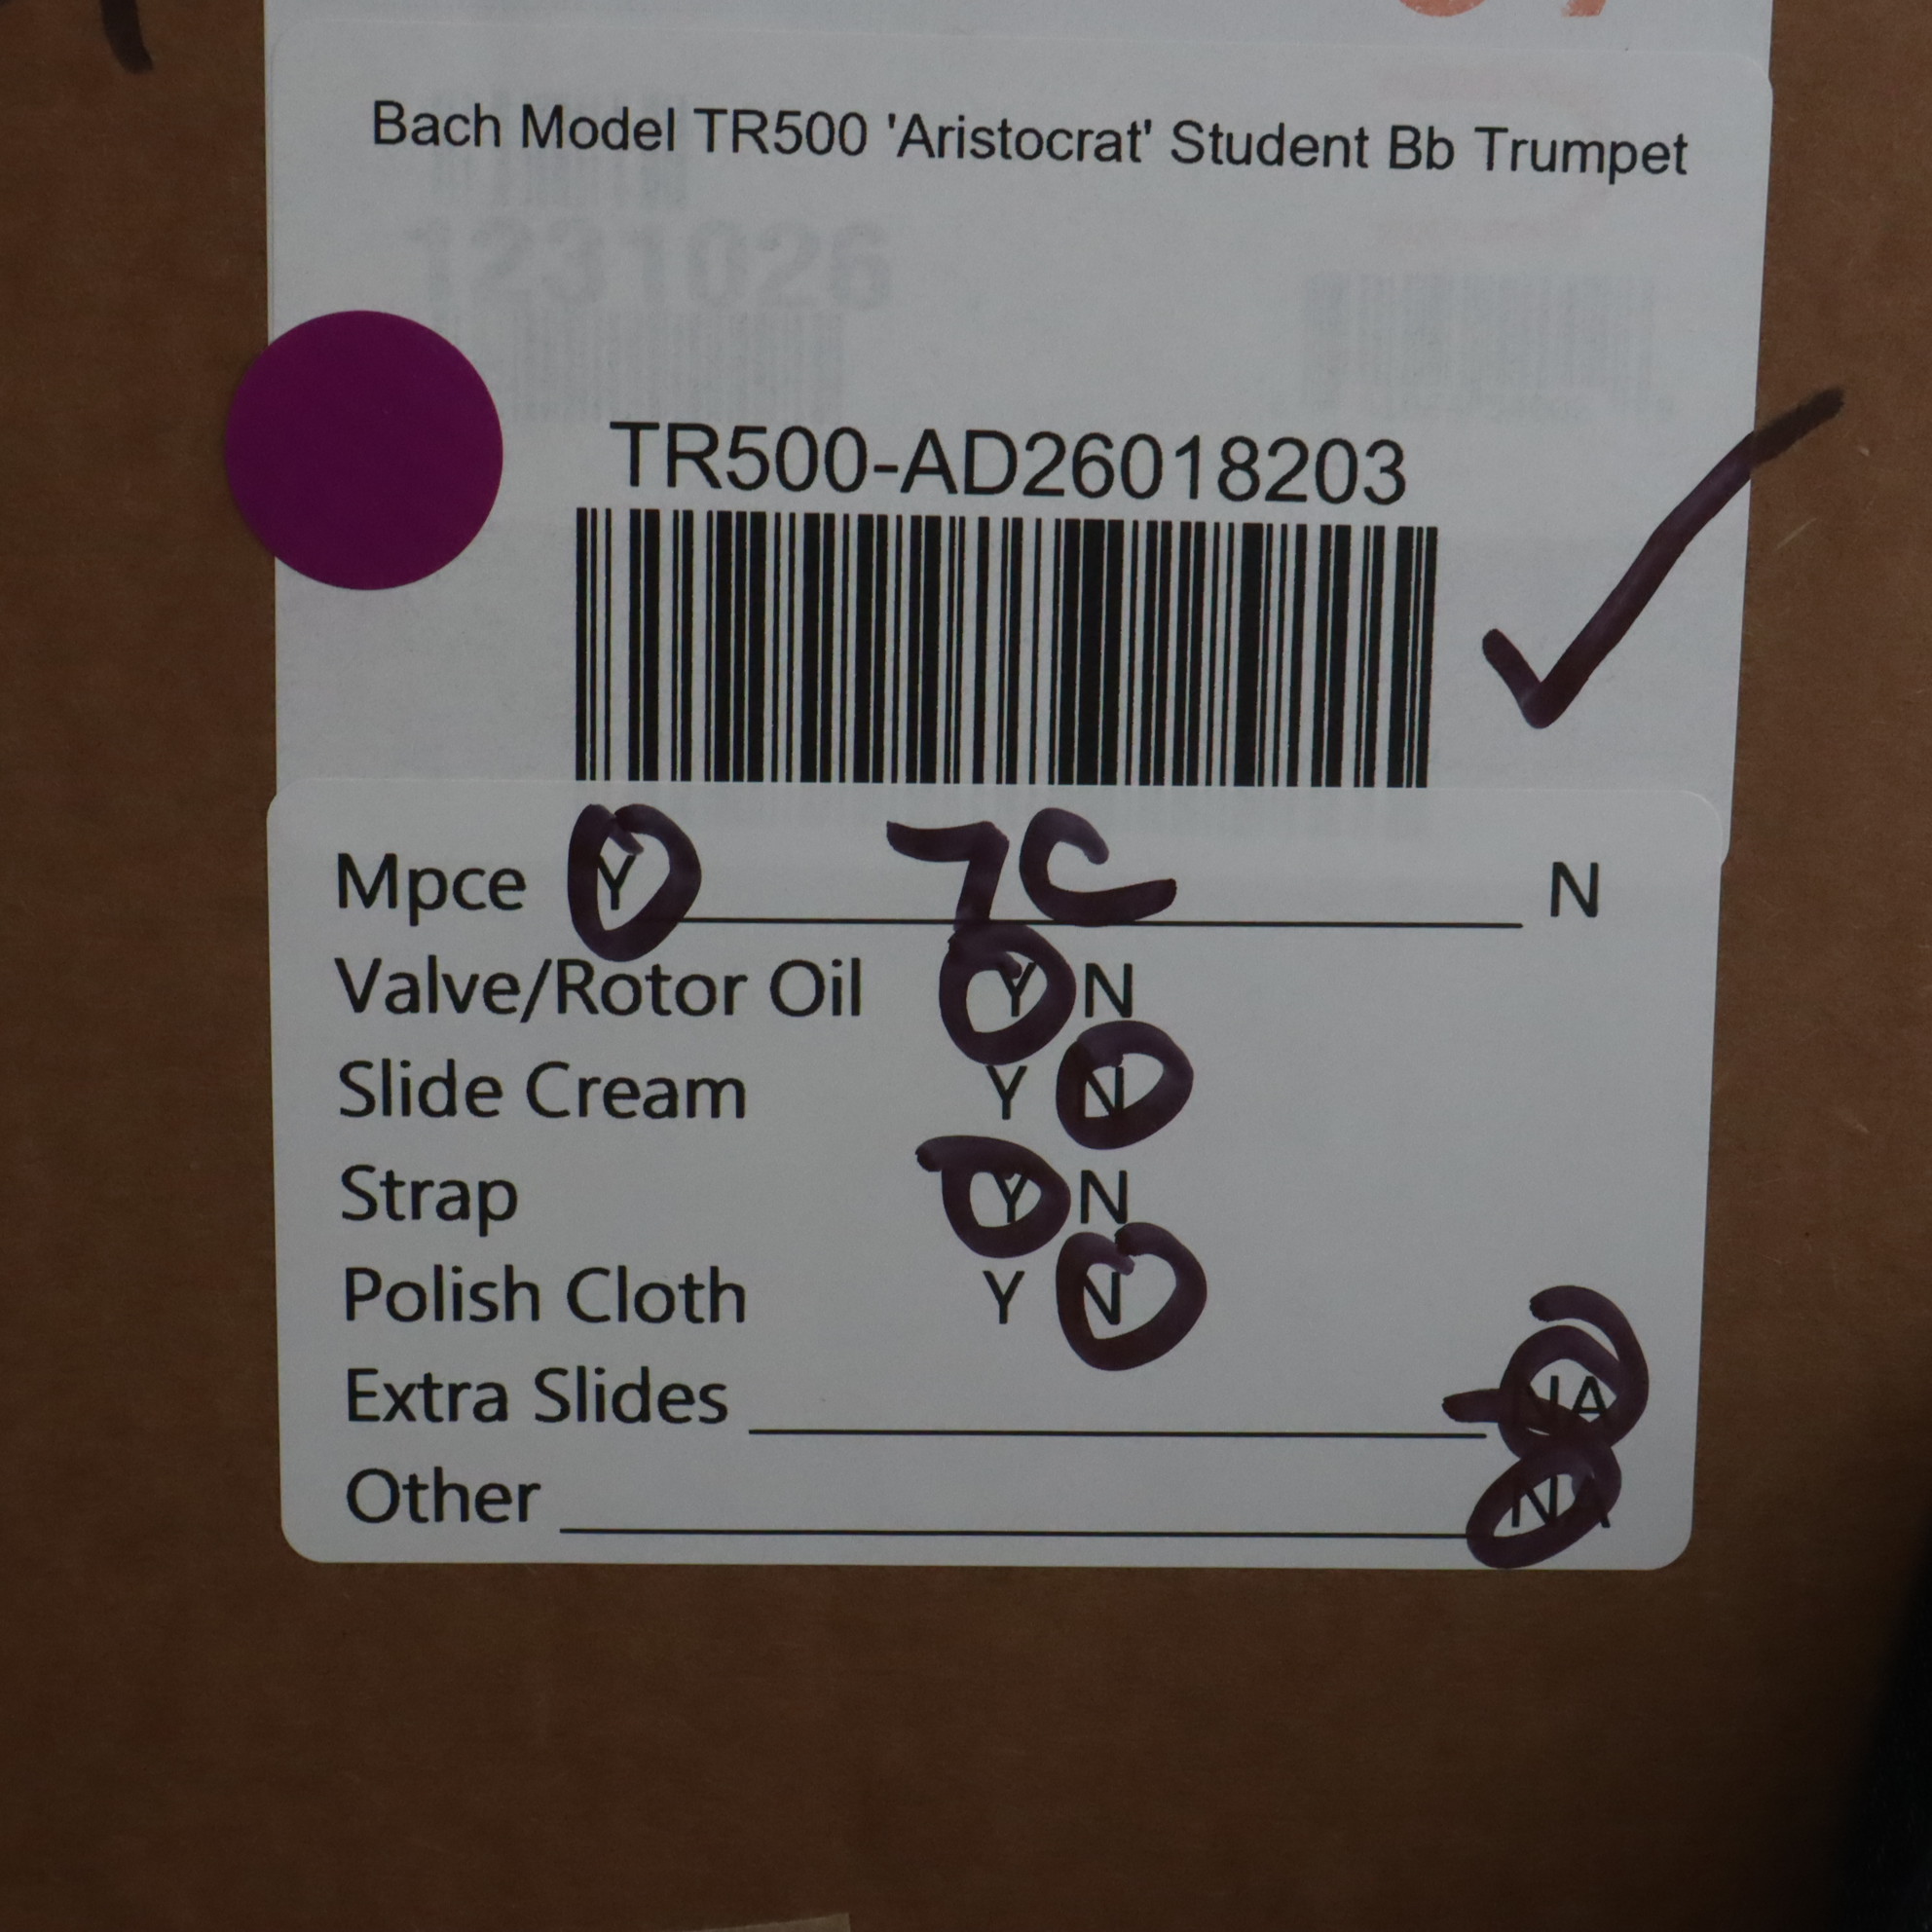 Bach Model TR500 'Aristocrat' Student Bb Trumpet
1231026
TR500-AD26018203
Mpce Y 7C N
Valve/Rotor Oil Y N
Slide Cream Y N
Strap Y N
Polish Cloth Y N
Extra Slides NA
Other NA